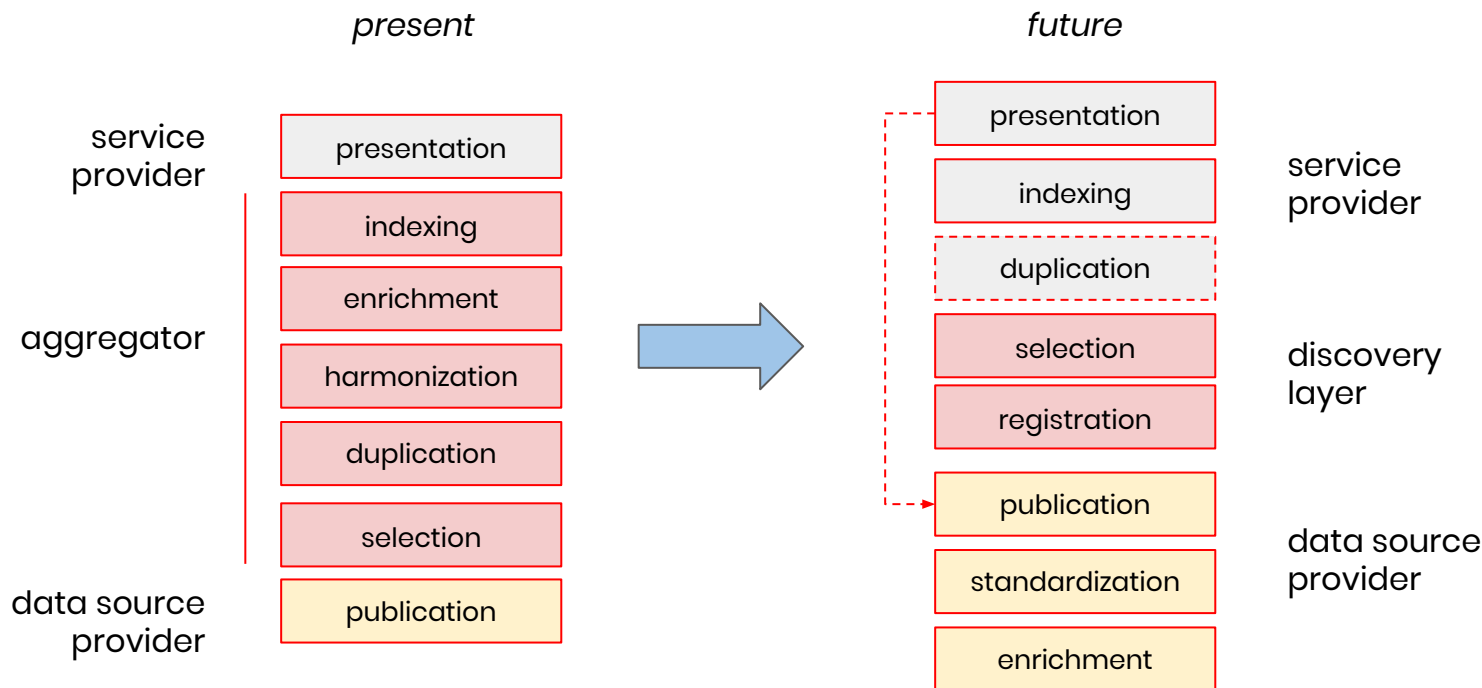 present
service
provider
presentation
indexing
enrichment
aggregator
harmonization
duplication
selection
data source
provider
publication
future
presentation
service
provider
indexing
duplication
selection
discovery
layer
registration
publication
data source
provider
standardization
enrichment